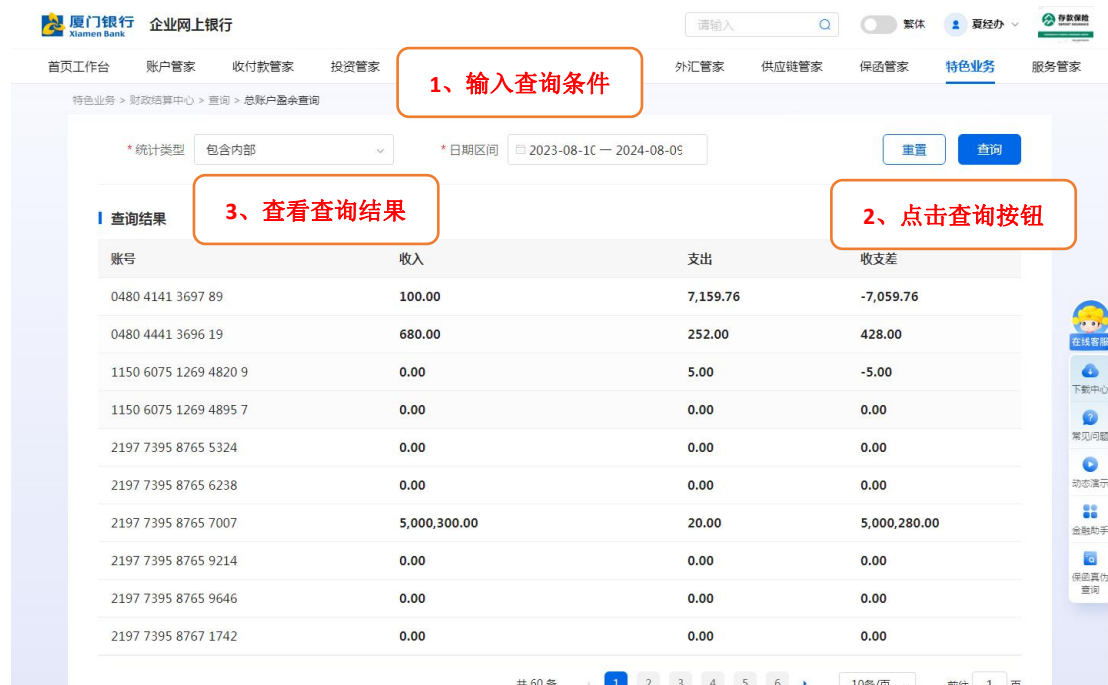 厦门银行 企业网上银行 请输入 繁体 夏经办 存款保险
Xiamen Bank
首页工作台 账户管家 收付款管家 投资管家 外汇管家 供应链管家 保函管家 特色业务 服务管家
1、输入查询条件
特色业务 > 财政结算中心 > 查询 > 总账户盈余查询
*统计类型 包含内部 *日期区间 2023-08-10 — 2024-08-09 重置 查询
3、查看查询结果
2、点击查询按钮
查询结果
账号 收入 支出 收支差
0480 4141 3697 89 100.00 7,159.76 -7,059.76
0480 4441 3696 19 680.00 252.00 428.00
1150 6075 1269 4820 9 0.00 5.00 -5.00
1150 6075 1269 4895 7 0.00 0.00 0.00
2197 7395 8765 5324 0.00 0.00 0.00
2197 7395 8765 6238 0.00 0.00 0.00
2197 7395 8765 7007 5,000,300.00 20.00 5,000,280.00
2197 7395 8765 9214 0.00 0.00 0.00
2197 7395 8765 9646 0.00 0.00 0.00
2197 7395 8767 1742 0.00 0.00 0.00
共 60 条 1 2 3 4 5 6 10条/页 前往 1 页
在线客服
下载中心
常见问题
动态演示
金融助手
保函真伪
查询